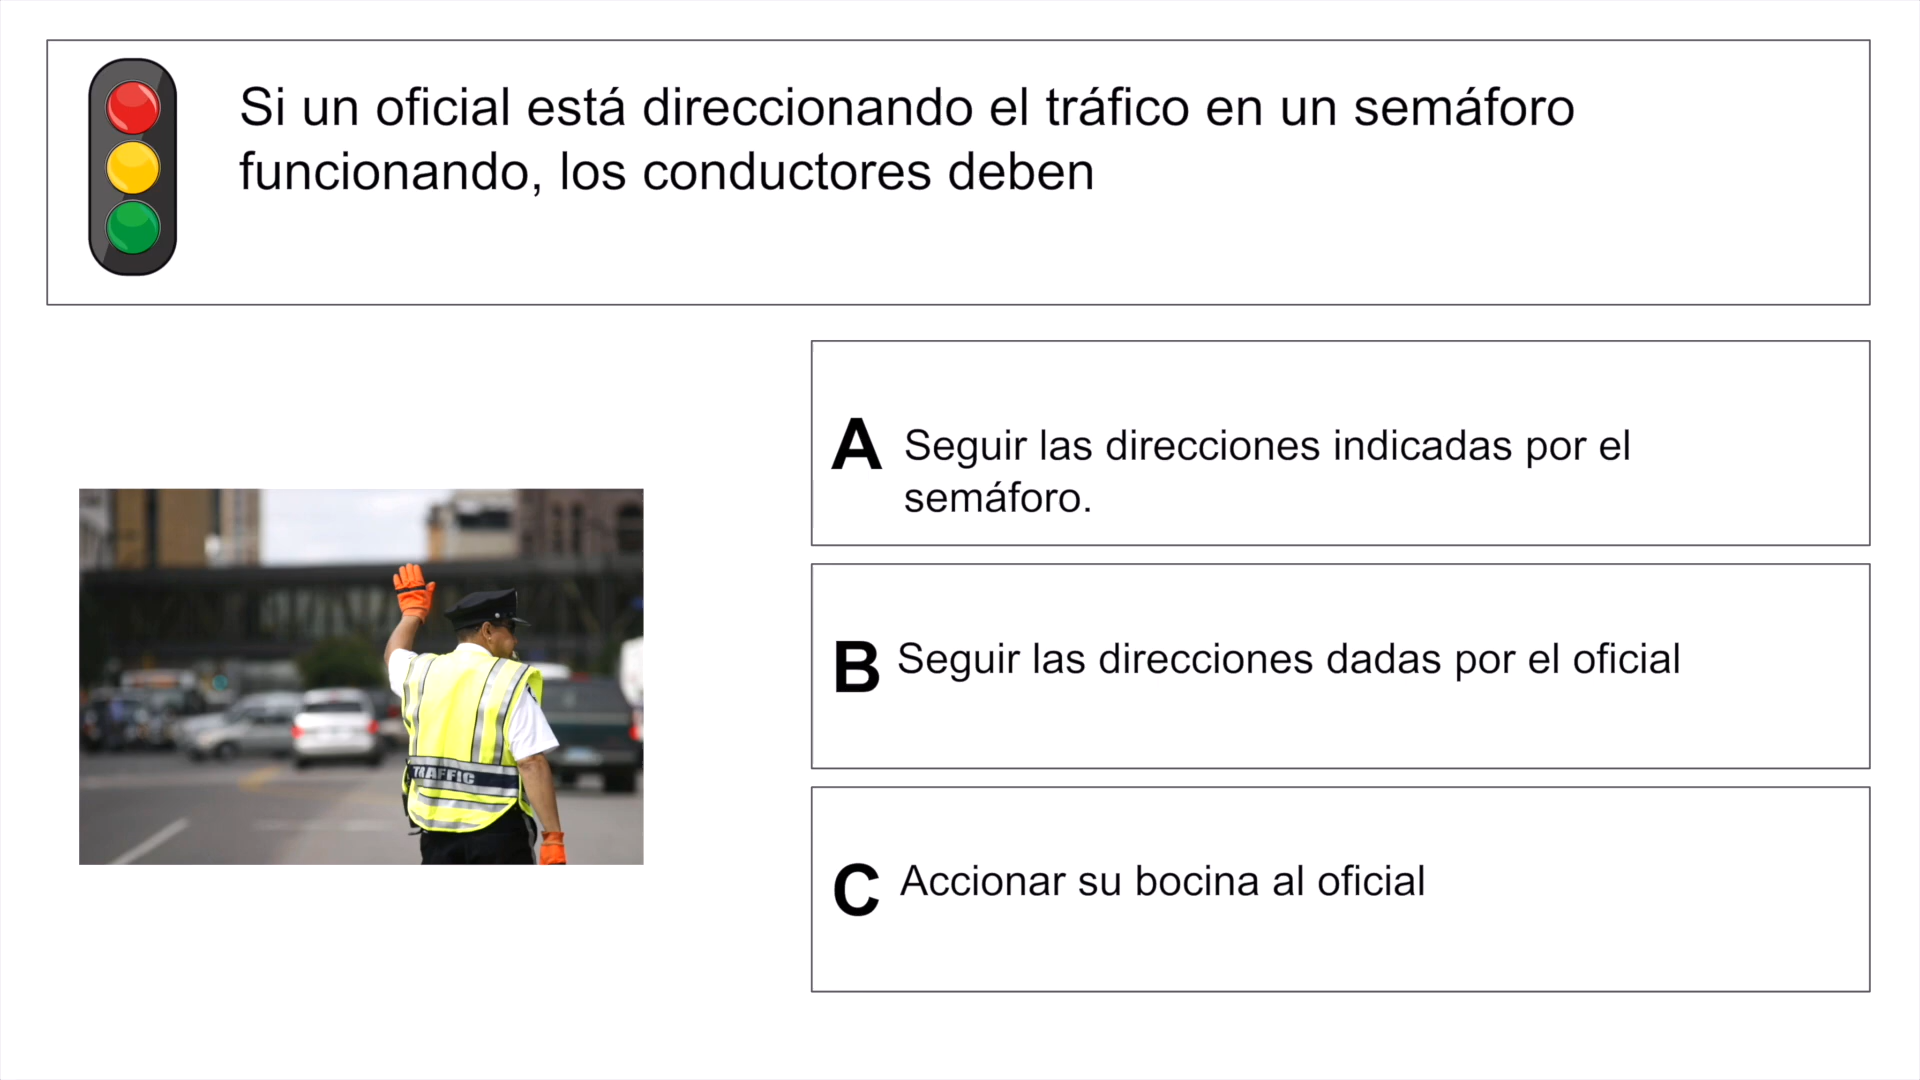 Si un oficial está direccionando el tráfico en un semáforo
funcionando, los conductores deben
A Seguir las direcciones indicadas por el
semáforo.
B Seguir las direcciones dadas por el oficial
TRAFFIC
C Accionar su bocina al oficial